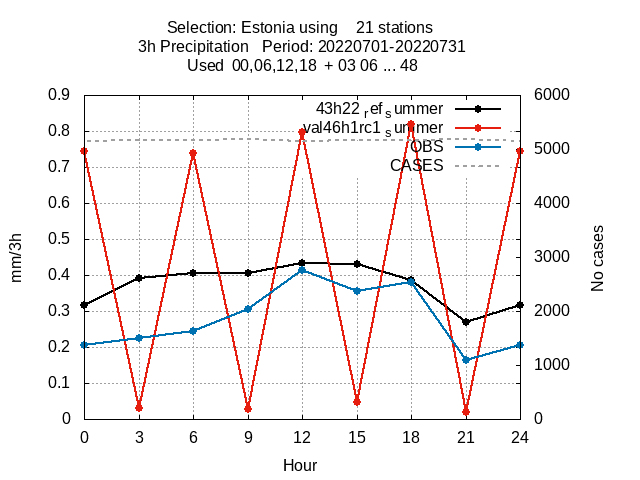 Selection: Estonia using    21 stations
3h Precipitation   Period: 20220701-20220731
Used  00,06,12,18  + 03 06 ... 48
0.9 6000
43h22 ref summer
0.8 val46h1rc1 summer
OBS 5000
0.7 CASES
0.6 4000
0.5
3000
0.4
0.3 2000
0.2
1000
0.1
0 0
mm/3h
No cases
0 3 6 9 12 15 18 21 24
Hour